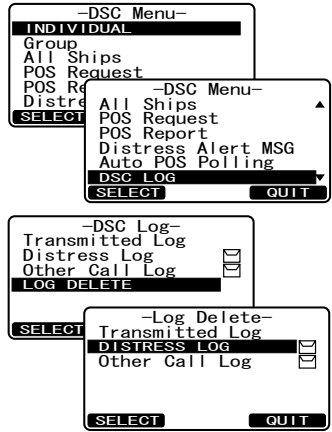 -DSC Menu-
INDIVIDUAL
Group
All Ships
POS Request
POS Re
Distre
SELECT
-DSC Menu-
All Ships
POS Request
POS Report
Distress Alert MSG
Auto POS Polling
DSC LOG
SELECT QUIT
-DSC Log-
Transmitted Log
Distress Log
Other Call Log
LOG DELETE
SELECT
-Log Delete-
Transmitted Log
DISTRESS LOG
Other Call Log
SELECT QUIT